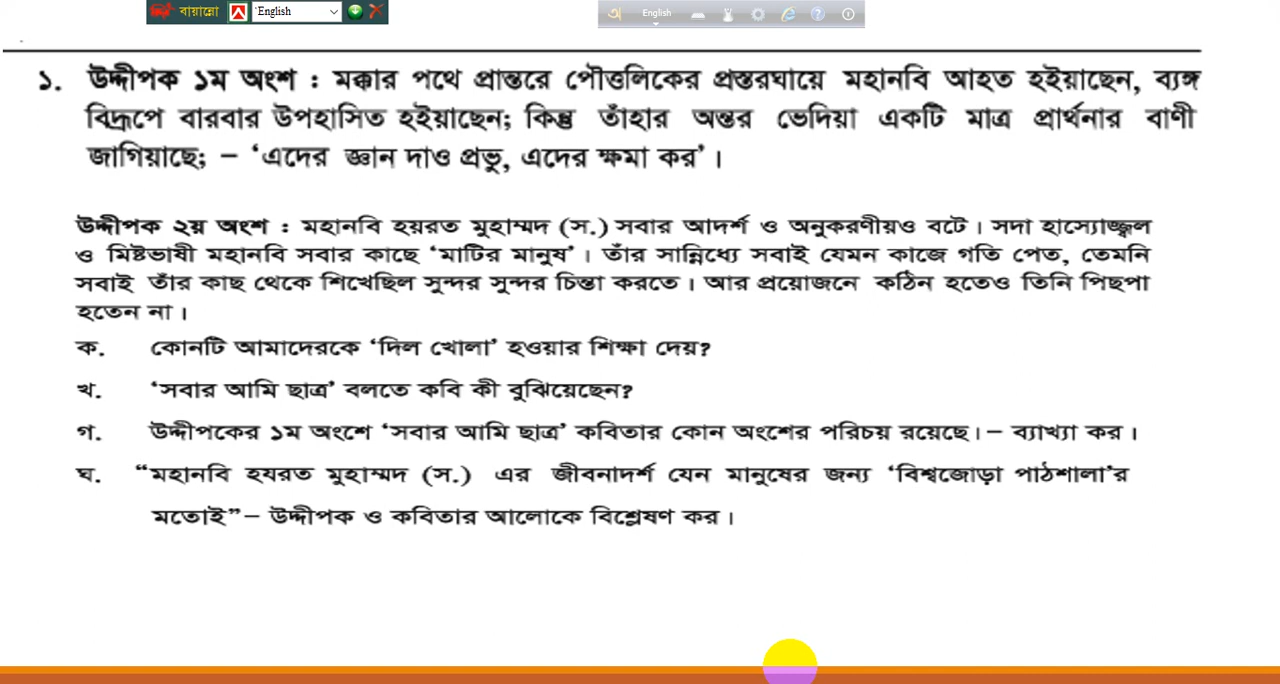 বায়ান্নো
`English
English
১. উদ্দীপক ১ম অংশ : মক্কার পথে প্রান্তরে পৌত্তলিকের প্রস্তরঘায়ে মহানবি আহত হইয়াছেন, ব্যঙ্গ
বিদ্রূপে বারবার উপহাসিত হইয়াছেন; কিন্তু তাঁহার অন্তর ভেদিয়া একটি মাত্র প্রার্থনার বাণী
জাগিয়াছে; – ‘এদের জ্ঞান দাও প্রভু, এদের ক্ষমা কর’।
উদ্দীপক ২য় অংশ : মহানবি হযরত মুহাম্মদ (স.) সবার আদর্শ ও অনুকরণীয়ও বটে। সদা হাস্যোজ্জ্বল
ও মিষ্টভাষী মহানবি সবার কাছে ‘মাটির মানুষ’। তাঁর সান্নিধ্যে সবাই যেমন কাজে গতি পেত, তেমনি
সবাই তাঁর কাছ থেকে শিখেছিল সুন্দর সুন্দর চিন্তা করতে। আর প্রয়োজনে কঠিন হতেও তিনি পিছপা
হতেন না।
ক. কোনটি আমাদেরকে ‘দিল খোলা’ হওয়ার শিক্ষা দেয়?
খ. ‘সবার আমি ছাত্র’ বলতে কবি কী বুঝিয়েছেন?
গ. উদ্দীপকের ১ম অংশে ‘সবার আমি ছাত্র’ কবিতার কোন অংশের পরিচয় রয়েছে।– ব্যাখ্যা কর।
ঘ. “মহানবি হযরত মুহাম্মদ (স.) এর জীবনাদর্শ যেন মানুষের জন্য ‘বিশ্বজোড়া পাঠশালা’র
মতোই”– উদ্দীপক ও কবিতার আলোকে বিশ্লেষণ কর।